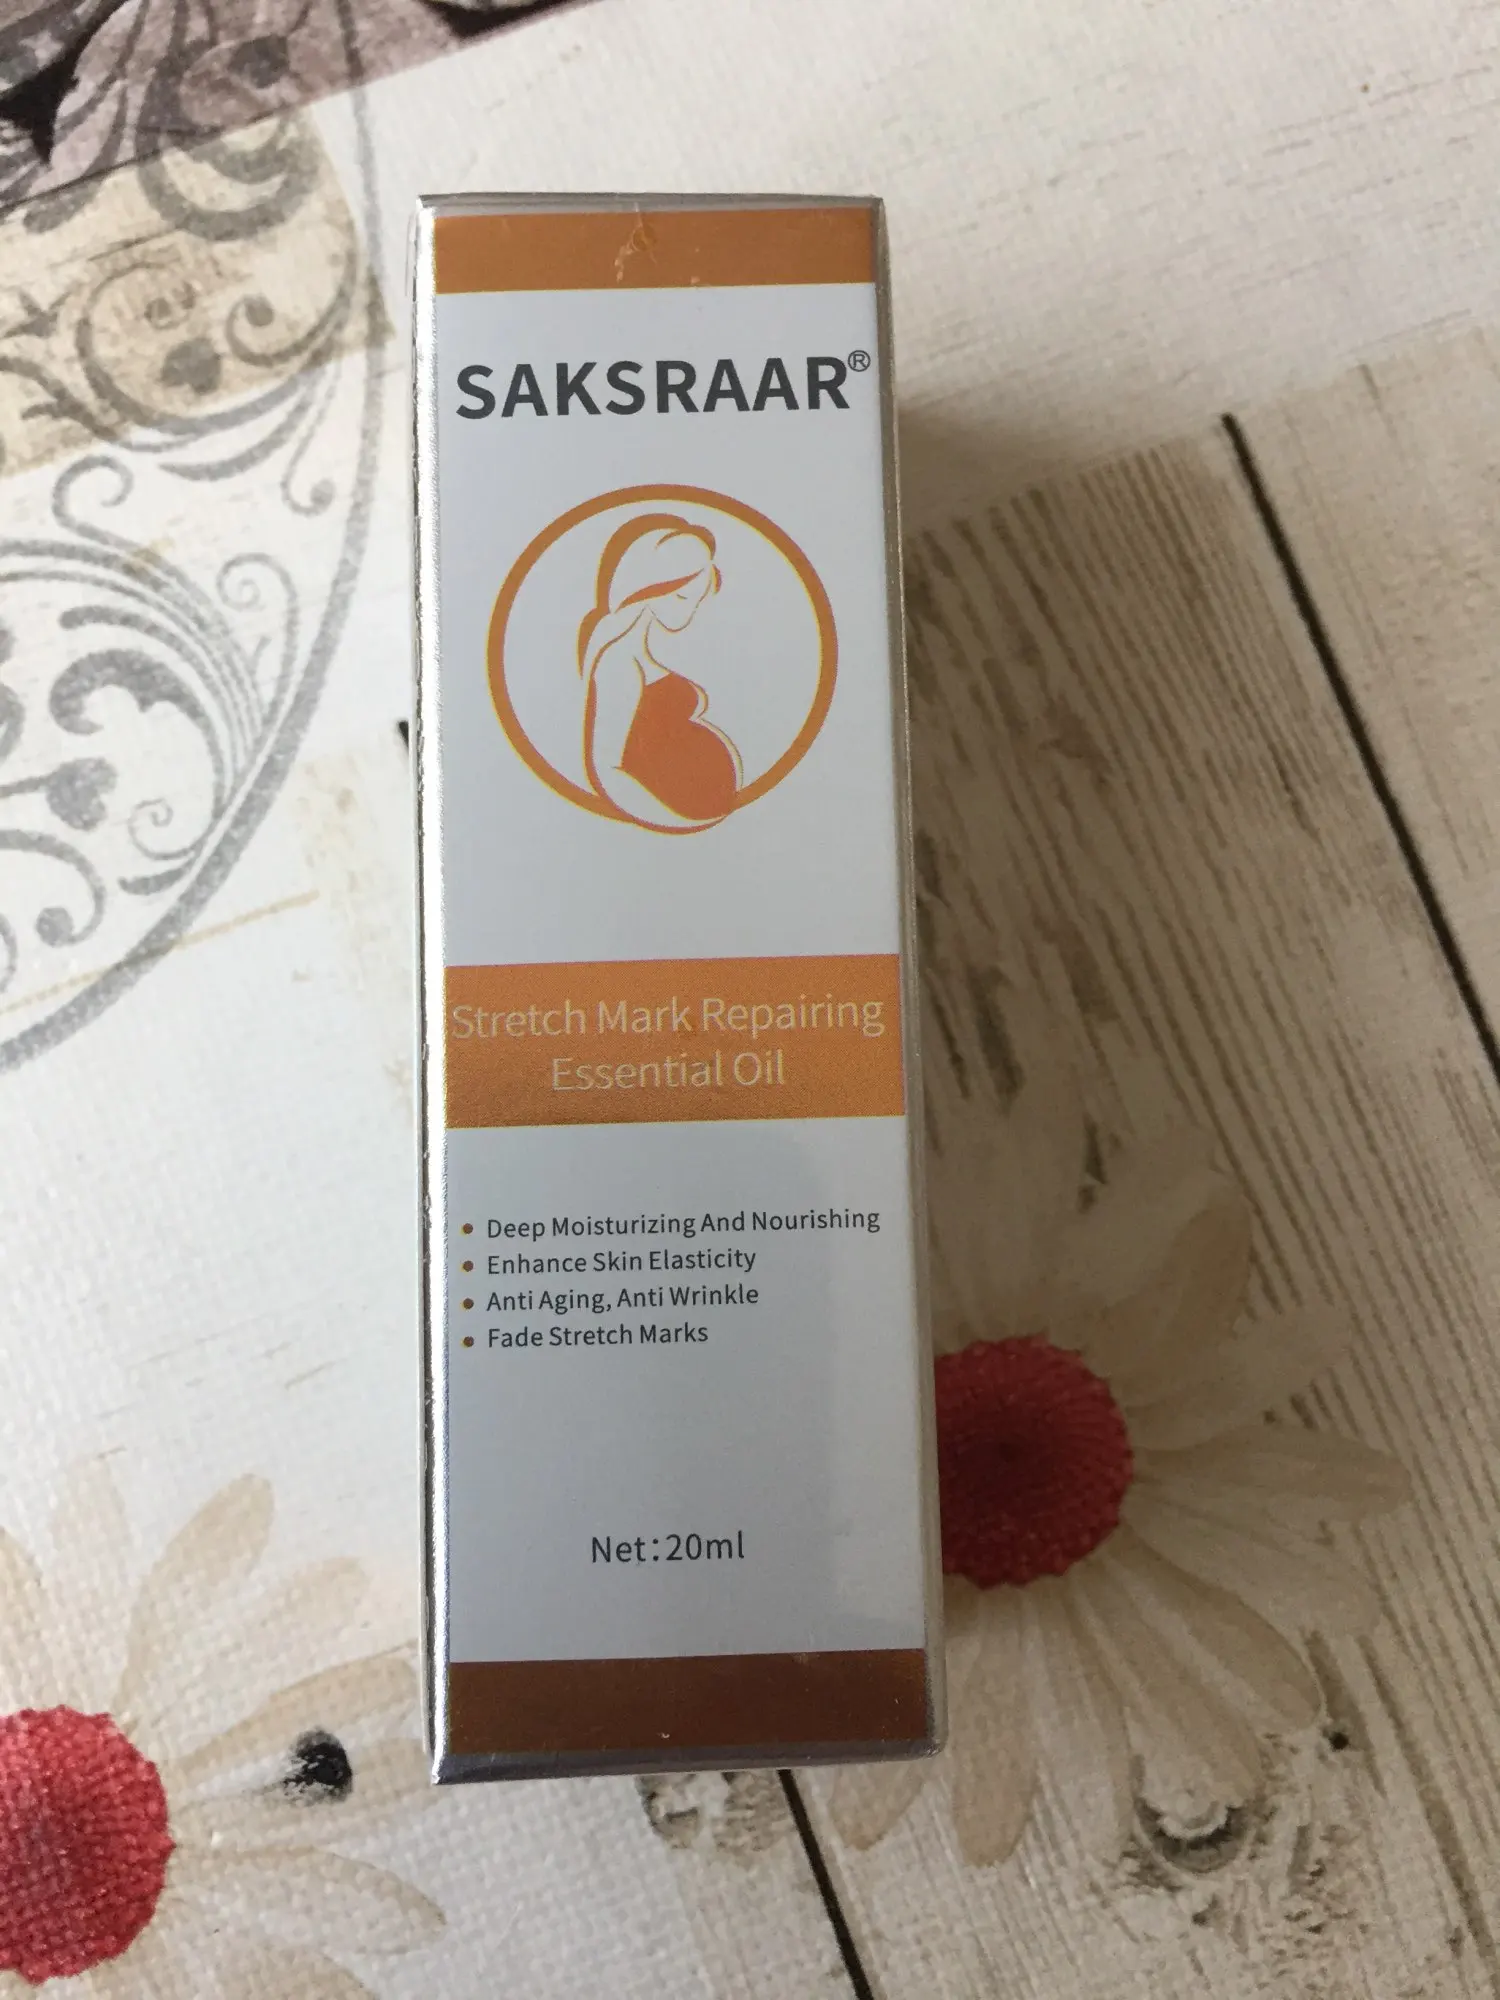 SAKSRAAR®
Stretch Mark Repairing
Essential Oil
• Deep Moisturizing And Nourishing
• Enhance Skin Elasticity
• Anti Aging, Anti Wrinkle
• Fade Stretch Marks
Net:20ml